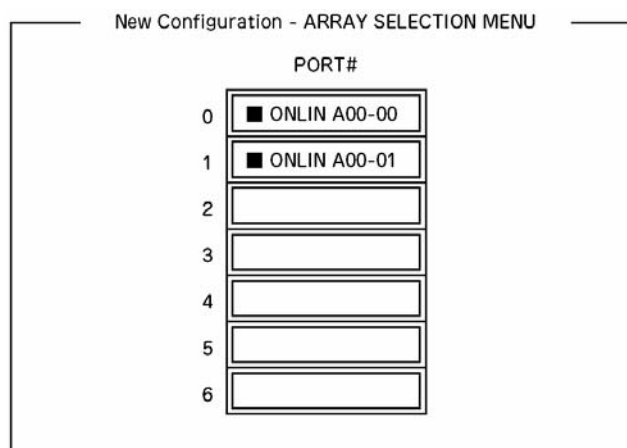 New Configuration - ARRAY SELECTION MENU
PORT#
0 ■ ONLIN A00-00
1 ■ ONLIN A00-01
2
3
4
5
6